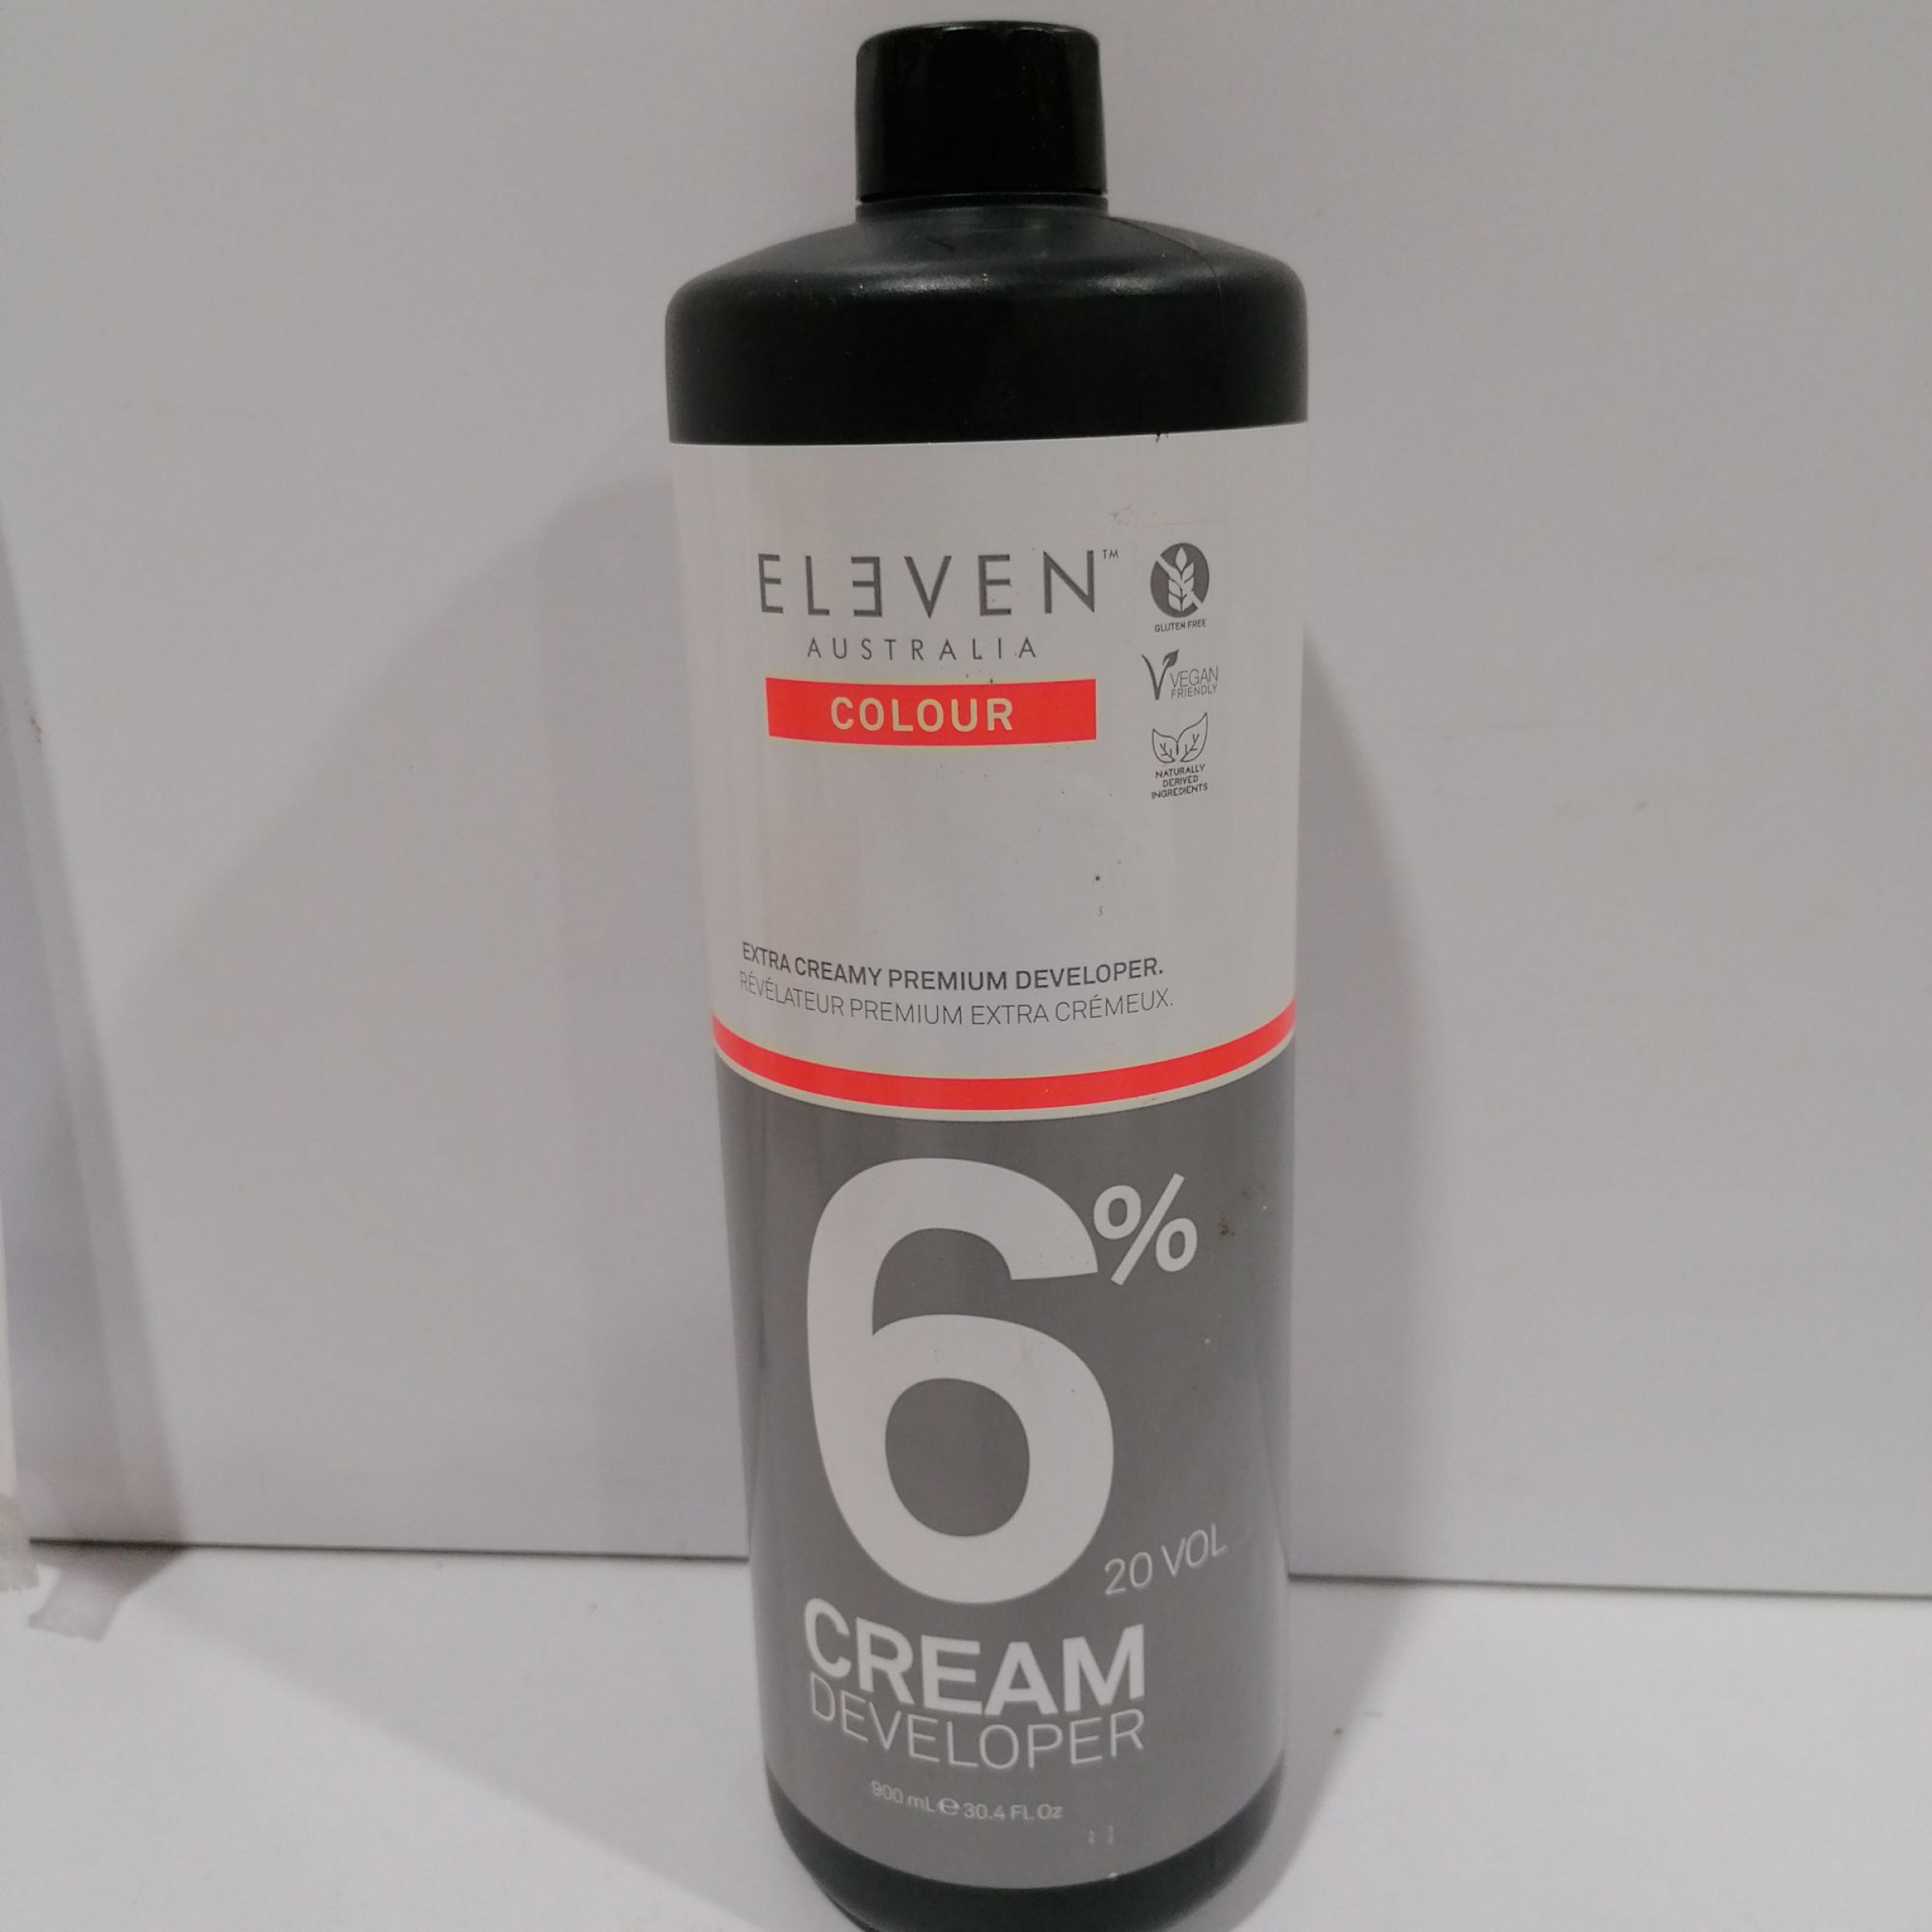 ELEVEN™
AUSTRALIA
COLOUR
GLUTEN FREE
VEGAN
FRIENDLY
NATURALLY
DERIVED
INGREDIENTS
EXTRA CREAMY PREMIUM DEVELOPER.
RÉVÉLATEUR PREMIUM EXTRA CRÉMEUX.
6%
20 VOL
CREAM
DEVELOPER
900 mL ℮ 30.4 Fl. Oz